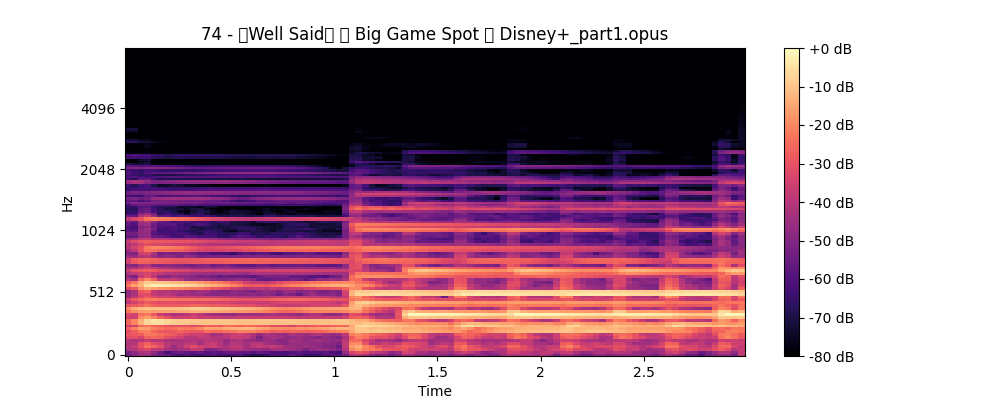 74 - ▯Well Said▯ ▯ Big Game Spot ▯ Disney+_part1.opus
4096
2048
1024
512
0
Hz
0
0.5
1
1.5
2
2.5
Time
+0 dB
-10 dB
-20 dB
-30 dB
-40 dB
-50 dB
-60 dB
-70 dB
-80 dB